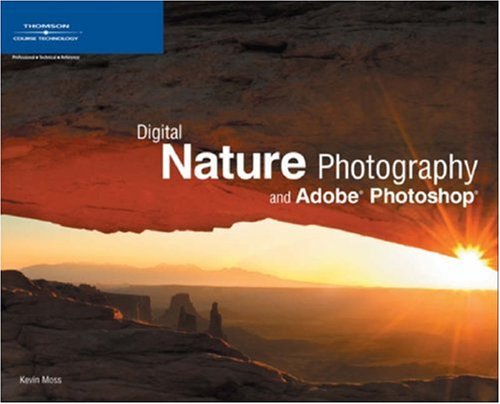 THOMSON
COURSE TECHNOLOGY
Professional ■ Technical ■ Reference
Digital
Nature Photography
and Adobe® Photoshop®
Kevin Moss